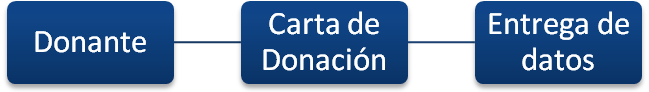 Donante
Carta de
Donación
Entrega de
datos